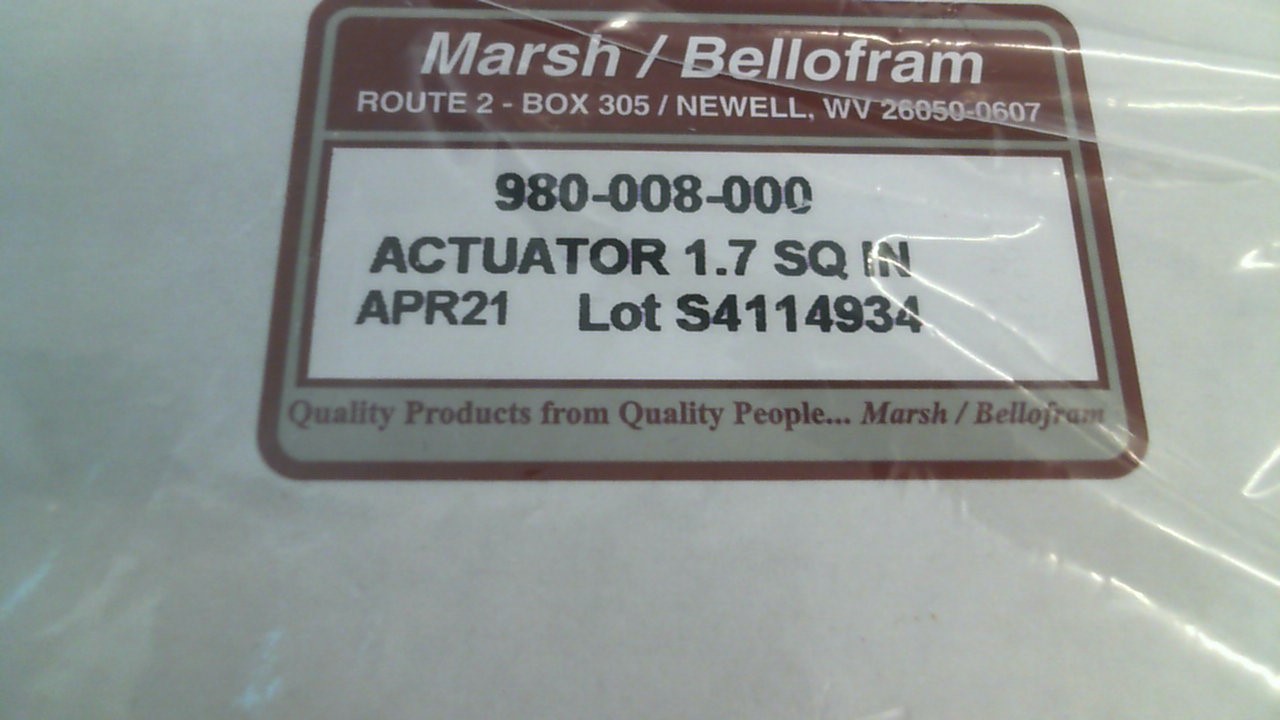 Marsh / Bellofram
ROUTE 2 - BOX 305 / NEWELL, WV 26050-0607
980-008-000
ACTUATOR 1.7 SQ IN
APR21 Lot S4114934
Quality Products from Quality People... Marsh / Bellofram